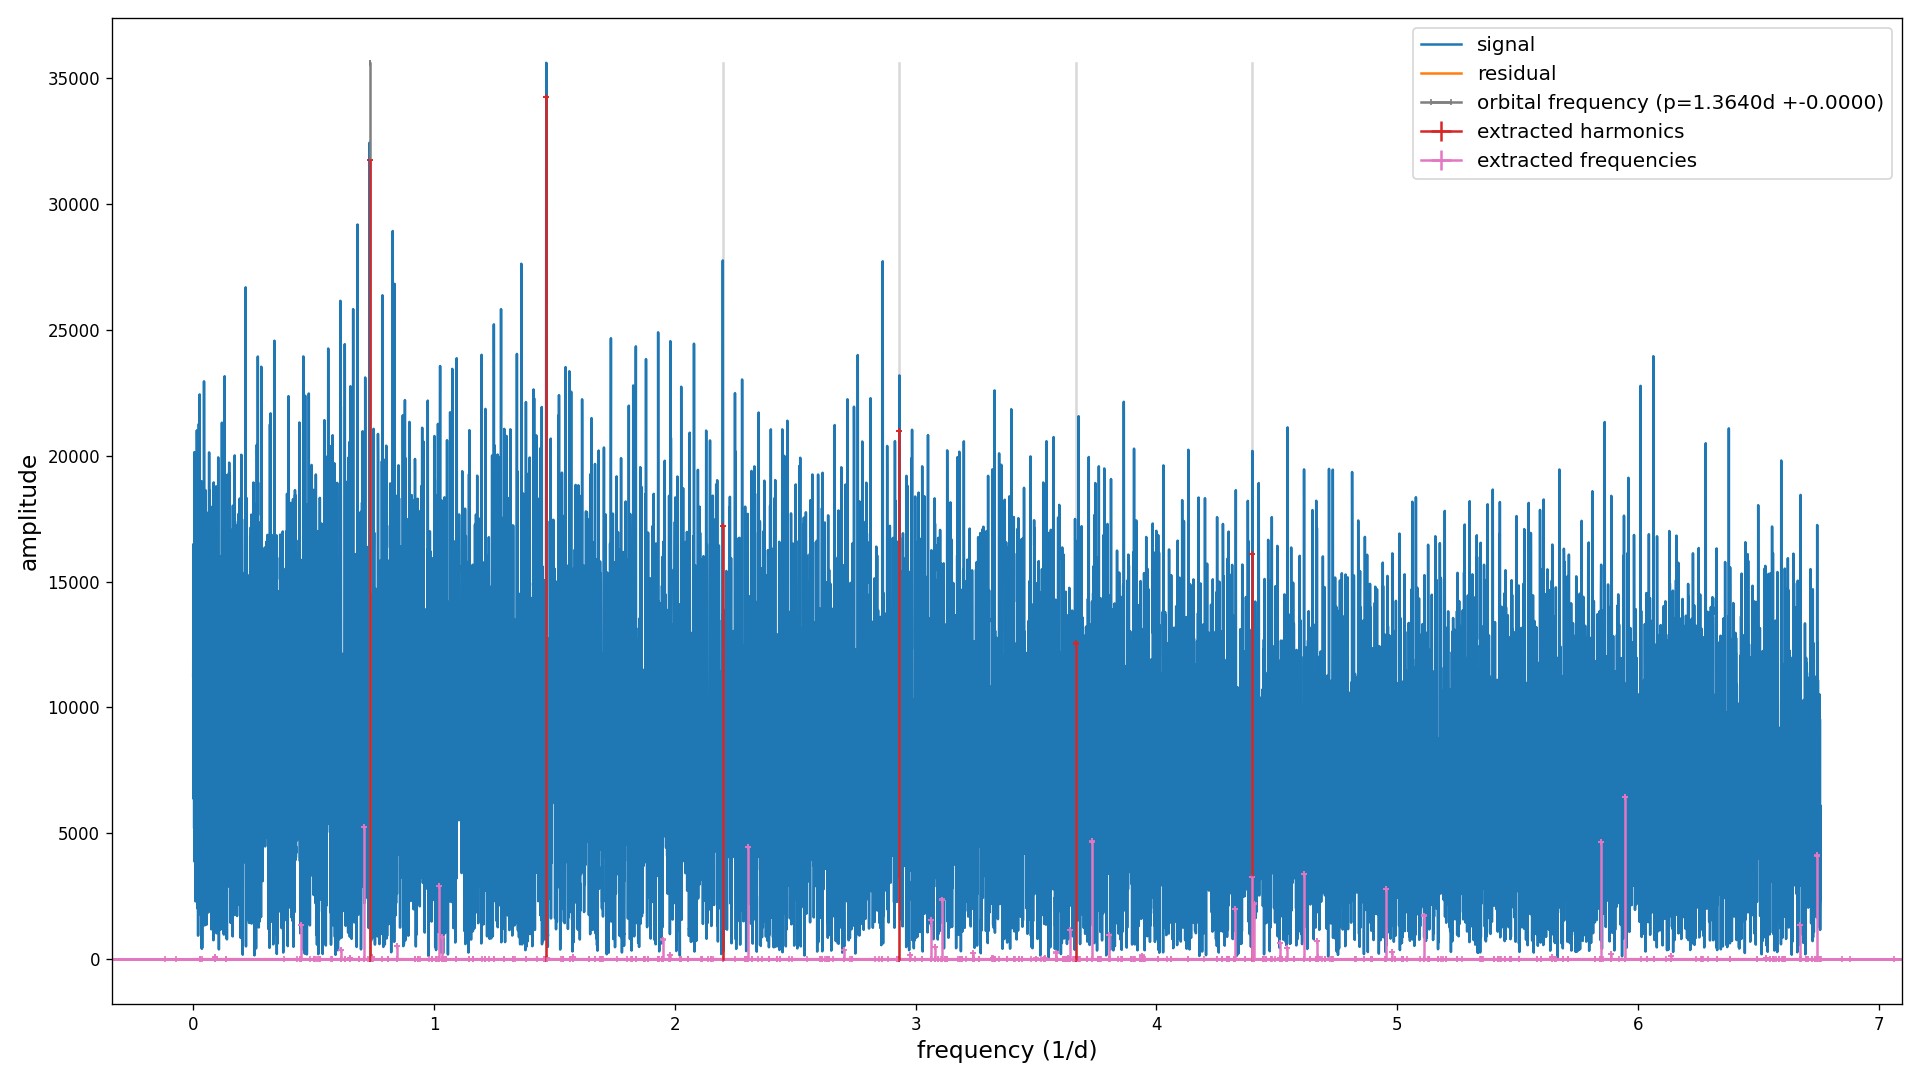 signal
residual
orbital frequency (p=1.3640d +-0.0000)
extracted harmonics
extracted frequencies
35000
30000
25000
20000
15000
10000
5000
0
amplitude
0 1 2 3 4 5 6 7
frequency (1/d)